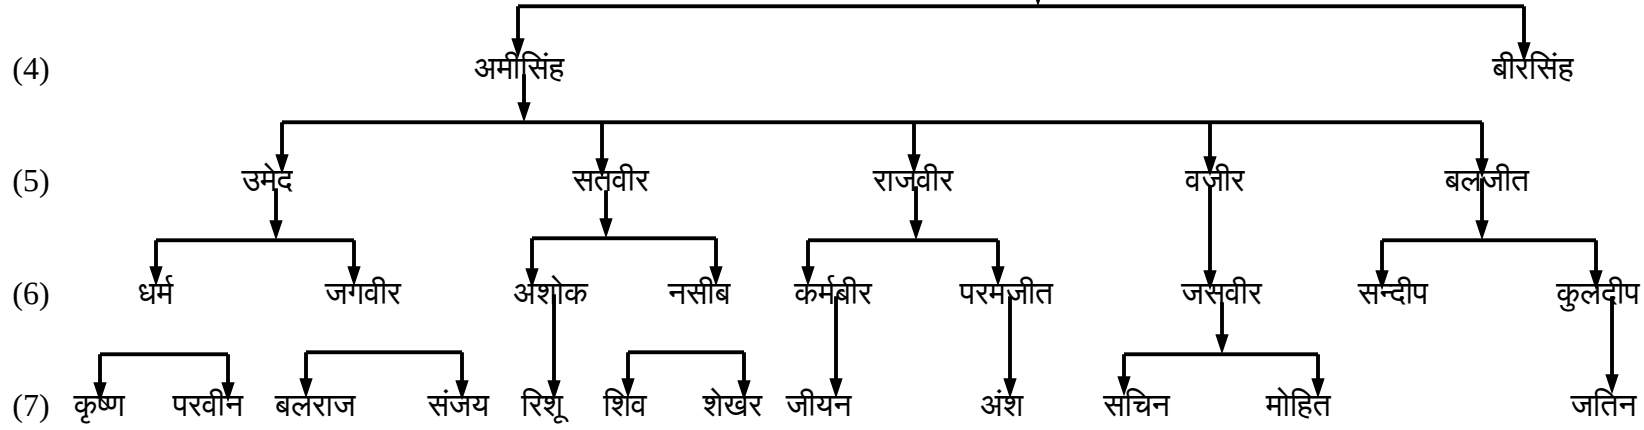 (4) अमीसिंह बीरसिंह
(5) उमेद सतवीर राजवीर वजीर बलजीत
(6) धर्म जगवीर अशोक नसीब कर्मबीर परमजीत जसवीर सन्दीप कुलदीप
(7) कृष्ण परवीन बलराज संजय रिशू शिव शेखर जीयन अंश सचिन मोहित जतिन